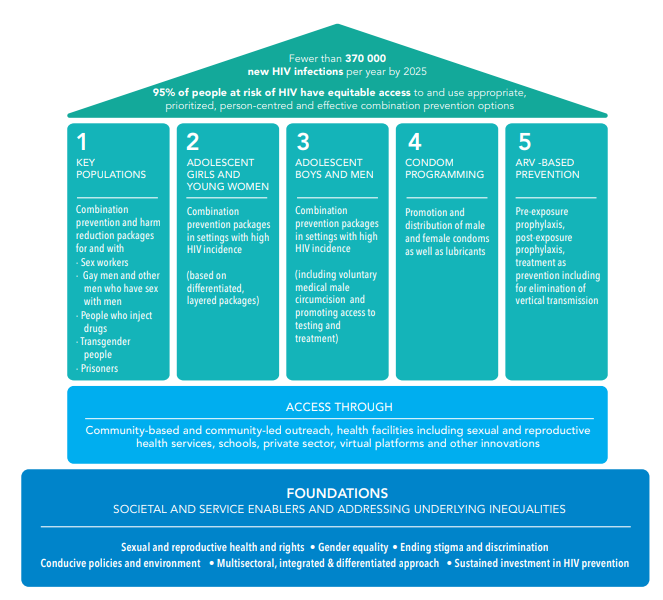 Fewer than 370 000
new HIV infections per year by 2025
95% of people at risk of HIV have equitable access to and use appropriate,
prioritized, person-centred and effective combination prevention options
1
KEY
POPULATIONS
Combination
prevention and harm
reduction packages
for and with
· Sex workers
· Gay men and other
men who have sex
with men
· People who inject
drugs
· Transgender
people
· Prisoners
2
ADOLESCENT
GIRLS AND
YOUNG WOMEN
Combination
prevention packages
in settings with high
HIV incidence
(based on
differentiated,
layered packages)
3
ADOLESCENT
BOYS AND MEN
Combination
prevention packages
in settings with high
HIV incidence
(including voluntary
medical male
circumcision and
promoting access to
testing and
treatment)
4
CONDOM
PROGRAMMING
Promotion and
distribution of male
and female condoms
as well as lubricants
5
ARV -BASED
PREVENTION
Pre-exposure
prophylaxis,
post-exposure
prophylaxis,
treatment as
prevention including
for elimination of
vertical transmission
ACCESS THROUGH
Community-based and community-led outreach, health facilities including sexual and reproductive
health services, schools, private sector, virtual platforms and other innovations
FOUNDATIONS
SOCIETAL AND SERVICE ENABLERS AND ADDRESSING UNDERLYING INEQUALITIES
Sexual and reproductive health and rights • Gender equality • Ending stigma and discrimination
Conducive policies and environment • Multisectoral, integrated & differentiated approach • Sustained investment in HIV prevention